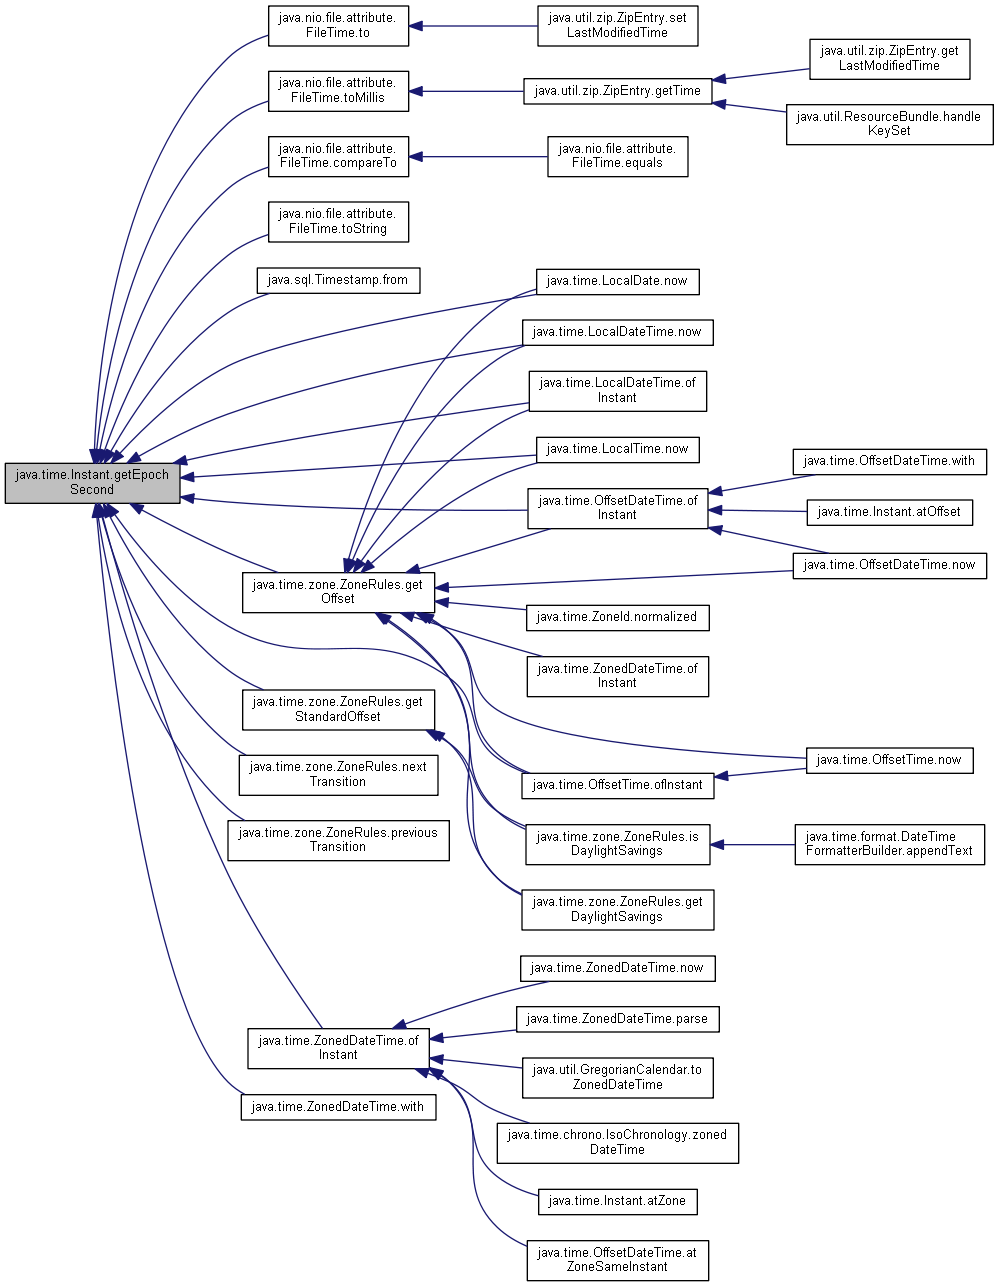 java.nio.file.attribute.
FileTime.to
java.util.zip.ZipEntry.set
LastModifiedTime
java.util.zip.ZipEntry.get
LastModifiedTime
java.nio.file.attribute.
FileTime.toMillis
java.util.zip.ZipEntry.getTime
java.util.ResourceBundle.handle
KeySet
java.nio.file.attribute.
FileTime.compareTo
java.nio.file.attribute.
FileTime.equals
java.nio.file.attribute.
FileTime.toString
java.sql.Timestamp.from
java.time.LocalDate.now
java.time.LocalDateTime.now
java.time.LocalDateTime.of
Instant
java.time.LocalTime.now
java.time.OffsetDateTime.with
java.time.Instant.getEpoch
Second
java.time.OffsetDateTime.of
Instant
java.time.Instant.atOffset
java.time.OffsetDateTime.now
java.time.zone.ZoneRules.get
Offset
java.time.ZoneId.normalized
java.time.ZonedDateTime.of
Instant
java.time.zone.ZoneRules.get
StandardOffset
java.time.OffsetTime.now
java.time.zone.ZoneRules.next
Transition
java.time.OffsetTime.ofInstant
java.time.zone.ZoneRules.previous
Transition
java.time.zone.ZoneRules.is
DaylightSavings
java.time.format.DateTime
FormatterBuilder.appendText
java.time.zone.ZoneRules.get
DaylightSavings
java.time.ZonedDateTime.now
java.time.ZonedDateTime.parse
java.time.ZonedDateTime.of
Instant
java.util.GregorianCalendar.to
ZonedDateTime
java.time.ZonedDateTime.with
java.time.chrono.IsoChronology.zoned
DateTime
java.time.Instant.atZone
java.time.OffsetDateTime.at
ZoneSameInstant